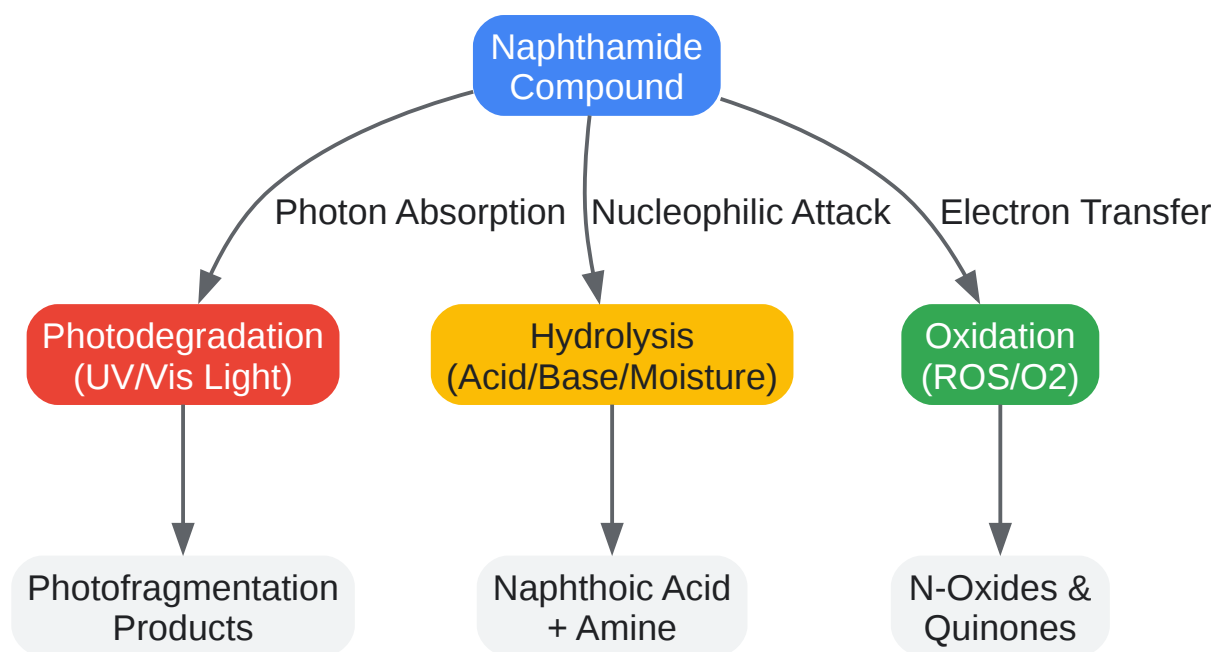 Naphthamide
Compound
Photon Absorption
Nucleophilic Attack
Electron Transfer
Photodegradation
(UV/Vis Light)
Hydrolysis
(Acid/Base/Moisture)
Oxidation
(ROS/O2)
Photofragmentation
Products
Naphthoic Acid
+ Amine
N-Oxides &
Quinones